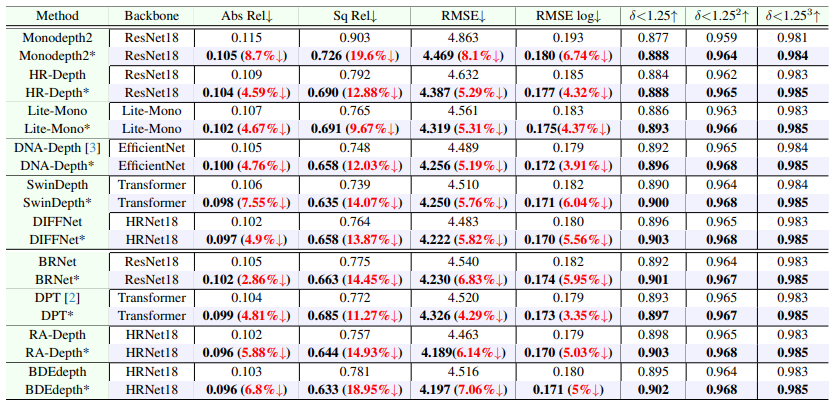 Method Backbone Abs Rel↓ Sq Rel↓ RMSE↓ RMSE log↓ δ<1.25↑ δ<1.25²↑ δ<1.25³↑
Monodepth2 ResNet18 0.115 0.903 4.863 0.193 0.877 0.959 0.981
Monodepth2* ResNet18 0.105 (8.7%↓) 0.726 (19.6%↓) 4.469 (8.1%↓) 0.180 (6.74%↓) 0.888 0.964 0.984
HR-Depth ResNet18 0.109 0.792 4.632 0.185 0.884 0.962 0.983
HR-Depth* ResNet18 0.104 (4.59%↓) 0.690 (12.88%↓) 4.387 (5.29%↓) 0.177 (4.32%↓) 0.888 0.965 0.985
Lite-Mono Lite-Mono 0.107 0.765 4.561 0.183 0.886 0.963 0.983
Lite-Mono* Lite-Mono 0.102 (4.67%↓) 0.691 (9.67%↓) 4.319 (5.31%↓) 0.175(4.37%↓) 0.893 0.966 0.985
DNA-Depth [3] EfficientNet 0.105 0.748 4.489 0.179 0.892 0.965 0.984
DNA-Depth* EfficientNet 0.100 (4.76%↓) 0.658 (12.03%↓) 4.256 (5.19%↓) 0.172 (3.91%↓) 0.896 0.968 0.985
SwinDepth Transformer 0.106 0.739 4.510 0.182 0.890 0.964 0.984
SwinDepth* Transformer 0.098 (7.55%↓) 0.635 (14.07%↓) 4.250 (5.76%↓) 0.171 (6.04%↓) 0.900 0.968 0.985
DIFFNet HRNet18 0.102 0.764 4.483 0.180 0.896 0.965 0.983
DIFFNet* HRNet18 0.097 (4.9%↓) 0.658 (13.87%↓) 4.222 (5.82%↓) 0.170 (5.56%↓) 0.903 0.968 0.985
BRNet ResNet18 0.105 0.775 4.540 0.182 0.892 0.964 0.983
BRNet* ResNet18 0.102 (2.86%↓) 0.663 (14.45%↓) 4.230 (6.83%↓) 0.174 (5.95%↓) 0.901 0.967 0.985
DPT [2] Transformer 0.104 0.772 4.520 0.179 0.893 0.965 0.983
DPT* Transformer 0.099 (4.81%↓) 0.685 (11.27%↓) 4.326 (4.29%↓) 0.173 (3.35%↓) 0.897 0.967 0.985
RA-Depth HRNet18 0.102 0.757 4.463 0.179 0.898 0.965 0.983
RA-Depth* HRNet18 0.096 (5.88%↓) 0.644 (14.93%↓) 4.189(6.14%↓) 0.170 (5.03%↓) 0.903 0.968 0.985
BDEdepth HRNet18 0.103 0.781 4.516 0.180 0.895 0.964 0.983
BDEdepth* HRNet18 0.096 (6.8%↓) 0.633 (18.95%↓) 4.197 (7.06%↓) 0.171 (5%↓) 0.902 0.968 0.985